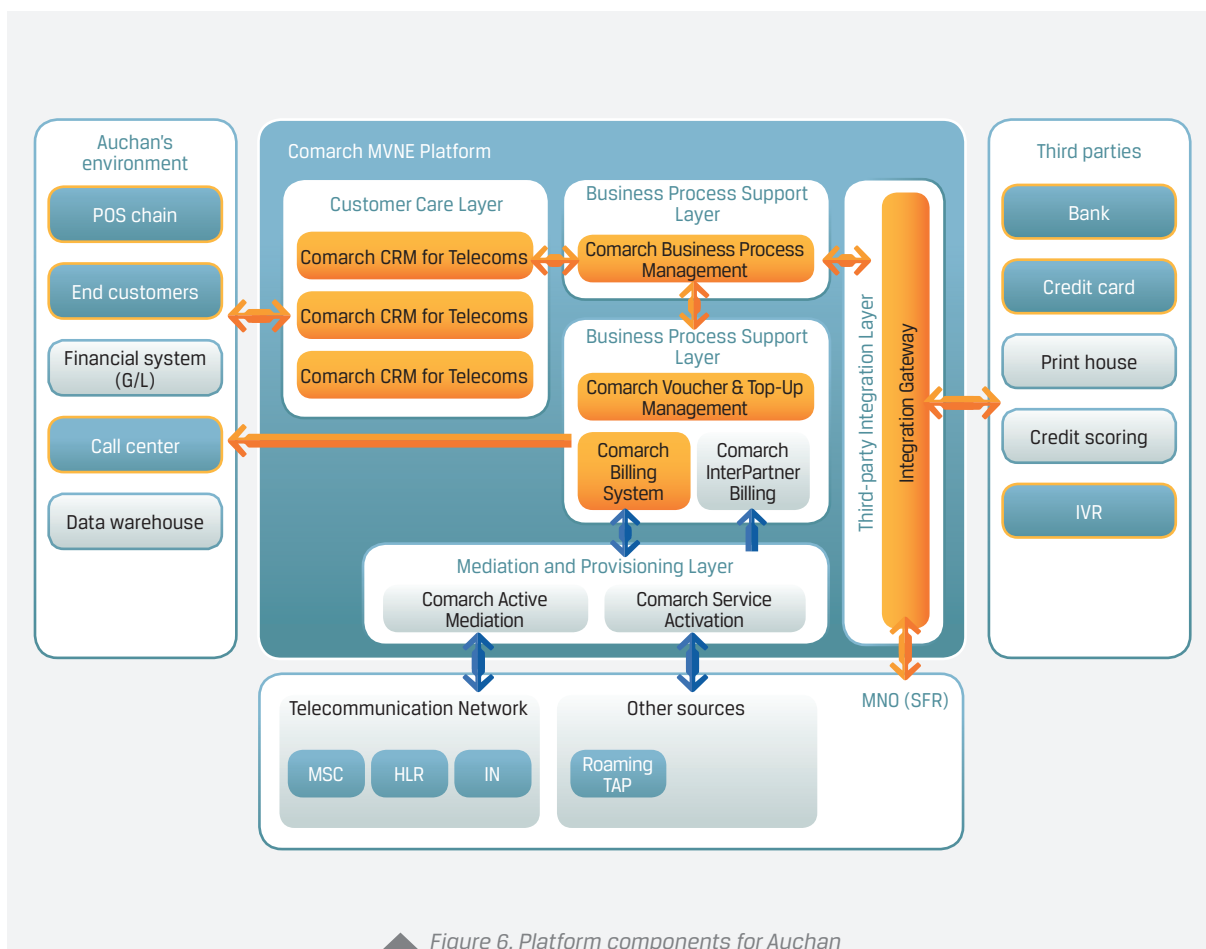 Auchan's
environment
POS chain
End customers
Financial system
(G/L)
Call center
Data warehouse
Comarch MVNE Platform
Customer Care Layer
Comarch CRM for Telecoms
Comarch CRM for Telecoms
Comarch CRM for Telecoms
Business Process Support
Layer
Comarch Business Process
Management
Business Process Support
Layer
Comarch Voucher & Top-Up
Management
Comarch
Billing
System
Comarch
InterPartner
Billing
Mediation and Provisioning Layer
Comarch Active
Mediation
Comarch Service
Activation
Third-party Integration Layer
Integration Gateway
Third parties
Bank
Credit card
Print house
Credit scoring
IVR
MNO (SFR)
Telecommunication Network
MSC
HLR
IN
Other sources
Roaming
TAP
Figure 6. Platform components for Auchan